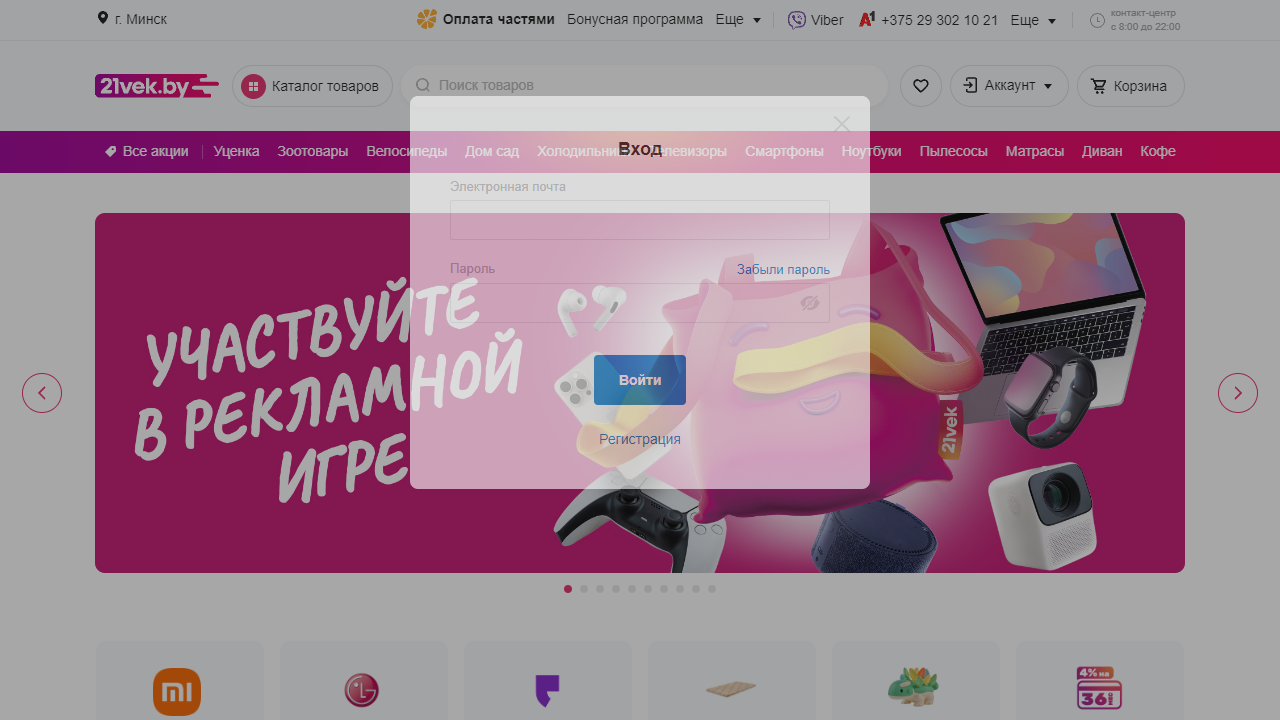 г. Минск
Оплата частями
Бонусная программа
Еще
Viber
+375 29 302 10 21
Еще
контакт-центр
с 8:00 до 22:00
21vek.by
Каталог товаров
Поиск товаров
Аккаунт
Корзина
Все акции
Уценка
Зоотовары
Велосипеды
Дом сад
Холодильники
Телевизоры
Смартфоны
Ноутбуки
Пылесосы
Матрасы
Диван
Кофе
Вход
Электронная почта
Пароль
Забыли пароль
Войти
Регистрация
УЧАСТВУЙТЕ
В РЕКЛАМНОЙ
ИГРЕ
21vek
mi
LG
4% на
36 мес